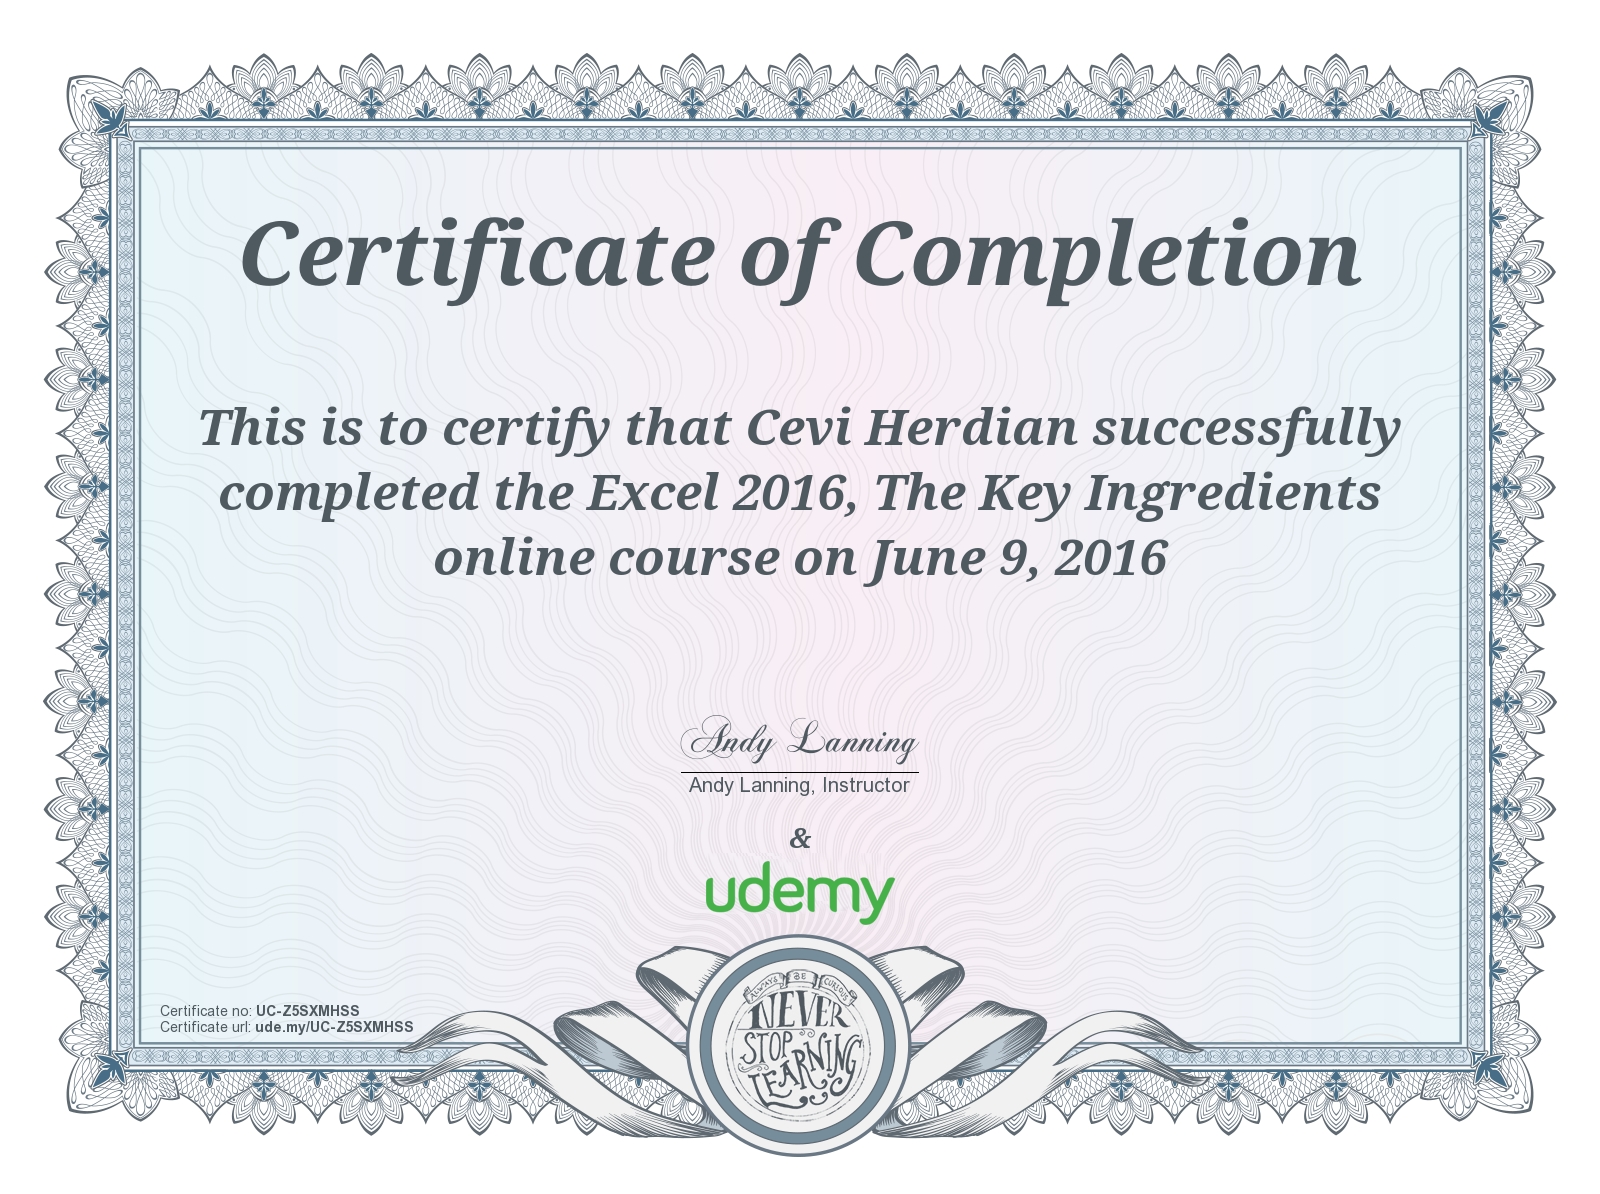 Certificate of Completion
This is to certify that Cevi Herdian successfully
completed the Excel 2016, The Key Ingredients
online course on June 9, 2016
Andy Lanning
Andy Lanning, Instructor
&
udemy
ALWAYS BE CURIOUS
NEVER
STOP
LEARNING
Certificate no: UC-Z5SXMHSS
Certificate url: ude.my/UC-Z5SXMHSS